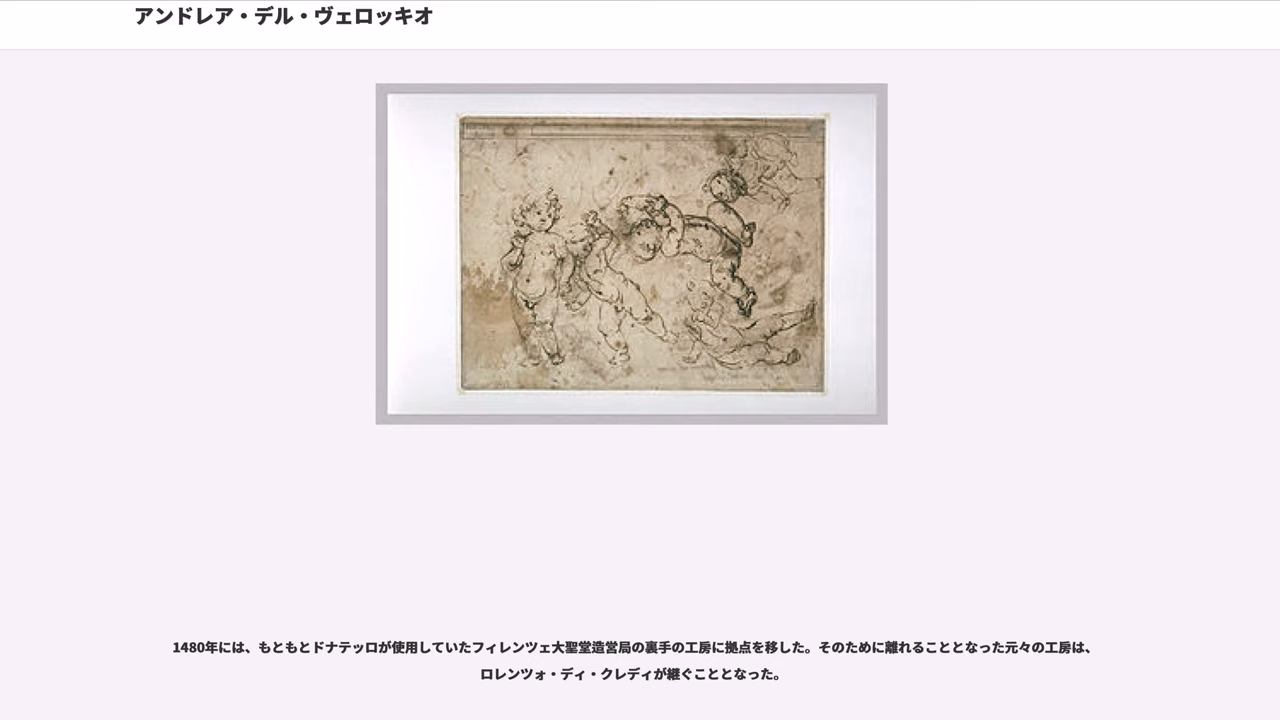 アンドレア・デル・ヴェロッキオ
1480年には、もともとドナテッロが使用していたフィレンツェ大聖堂造営局の裏手の工房に拠点を移した。そのために離れることとなった元々の工房は、
ロレンツォ・ディ・クレディが継ぐこととなった。